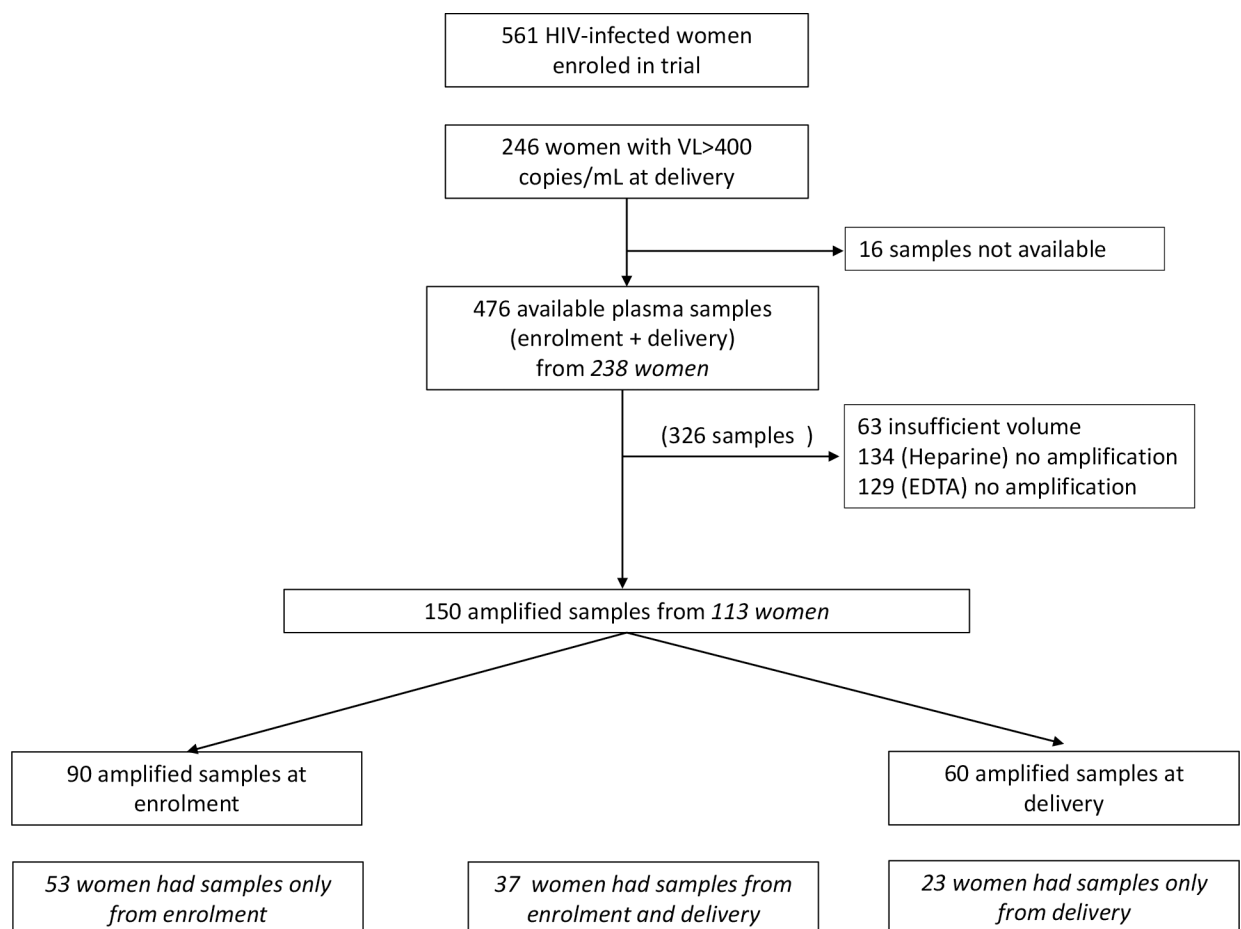 561 HIV-infected women
enroled in trial
246 women with VL>400
copies/mL at delivery
16 samples not available
476 available plasma samples
(enrolment + delivery)
from 238 women
(326 samples )
63 insufficient volume
134 (Heparine) no amplification
129 (EDTA) no amplification
150 amplified samples from 113 women
90 amplified samples at
enrolment
60 amplified samples at
delivery
53 women had samples only
from enrolment
37 women had samples from
enrolment and delivery
23 women had samples only
from delivery